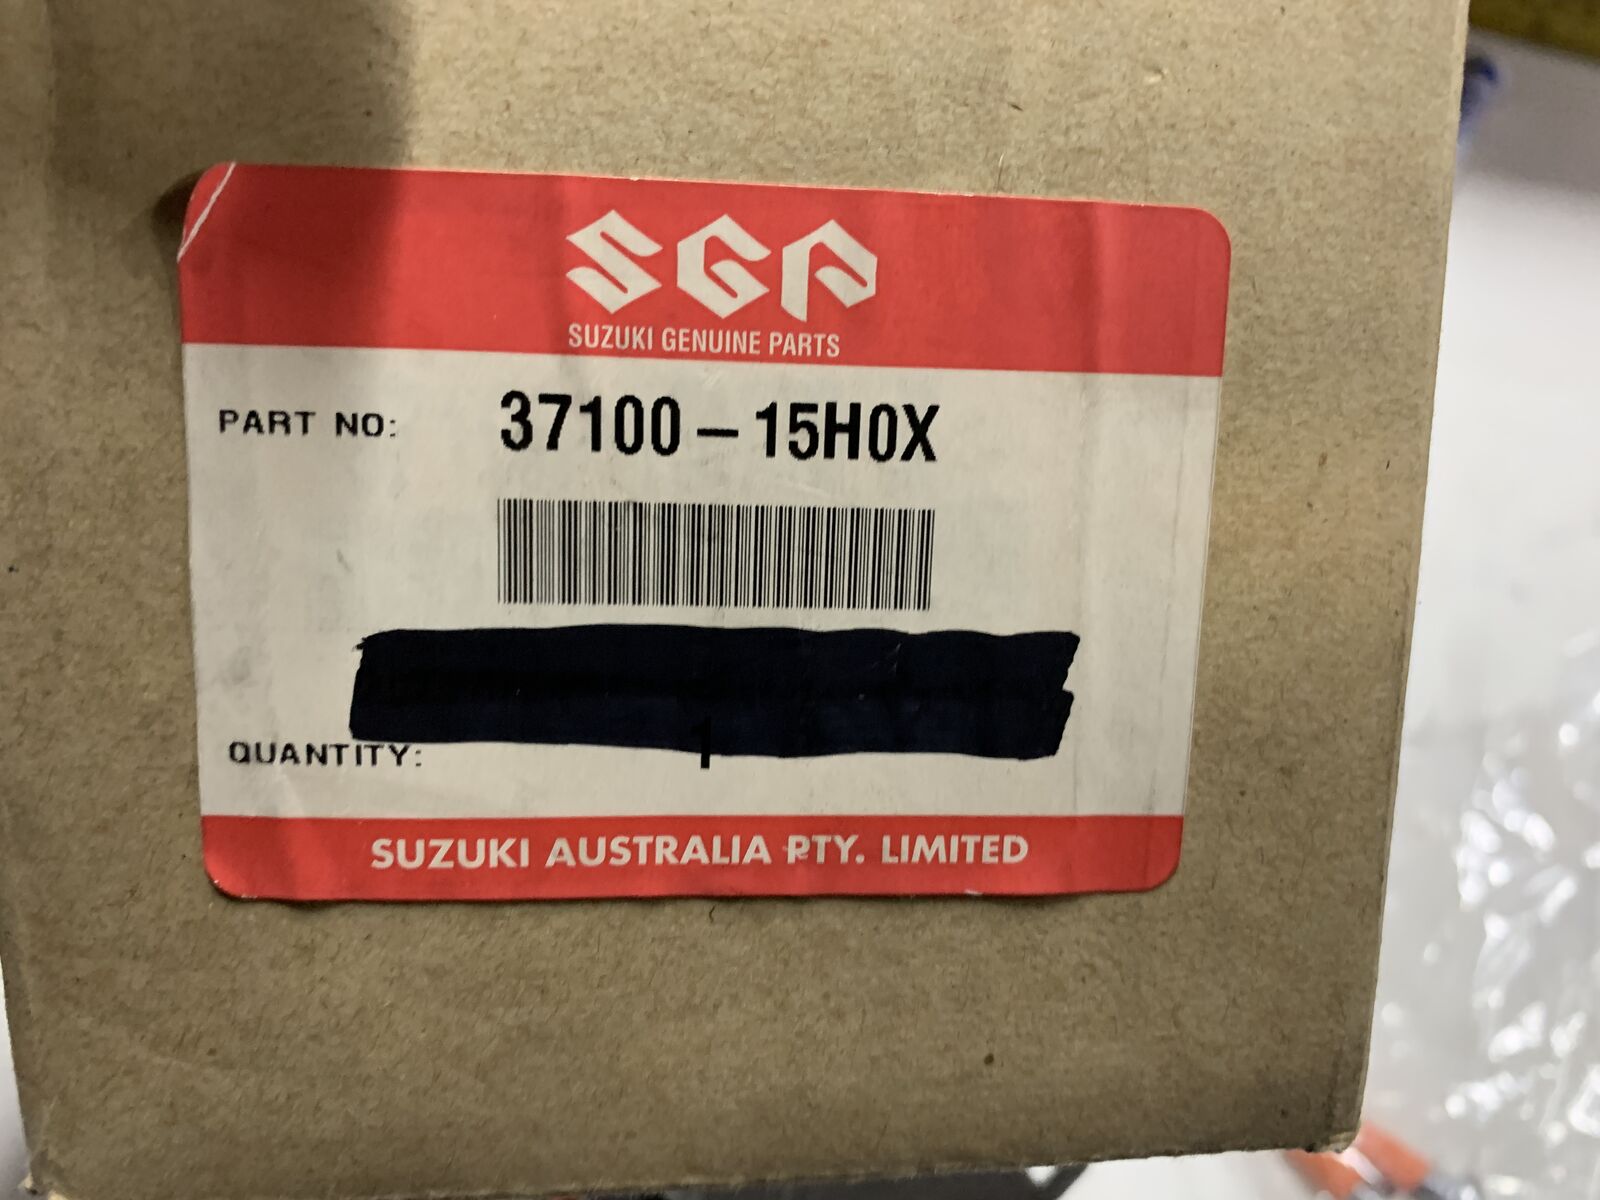 SGP
SUZUKI GENUINE PARTS
PART NO: 37100-15H0X
QUANTITY: 1
SUZUKI AUSTRALIA PTY. LIMITED